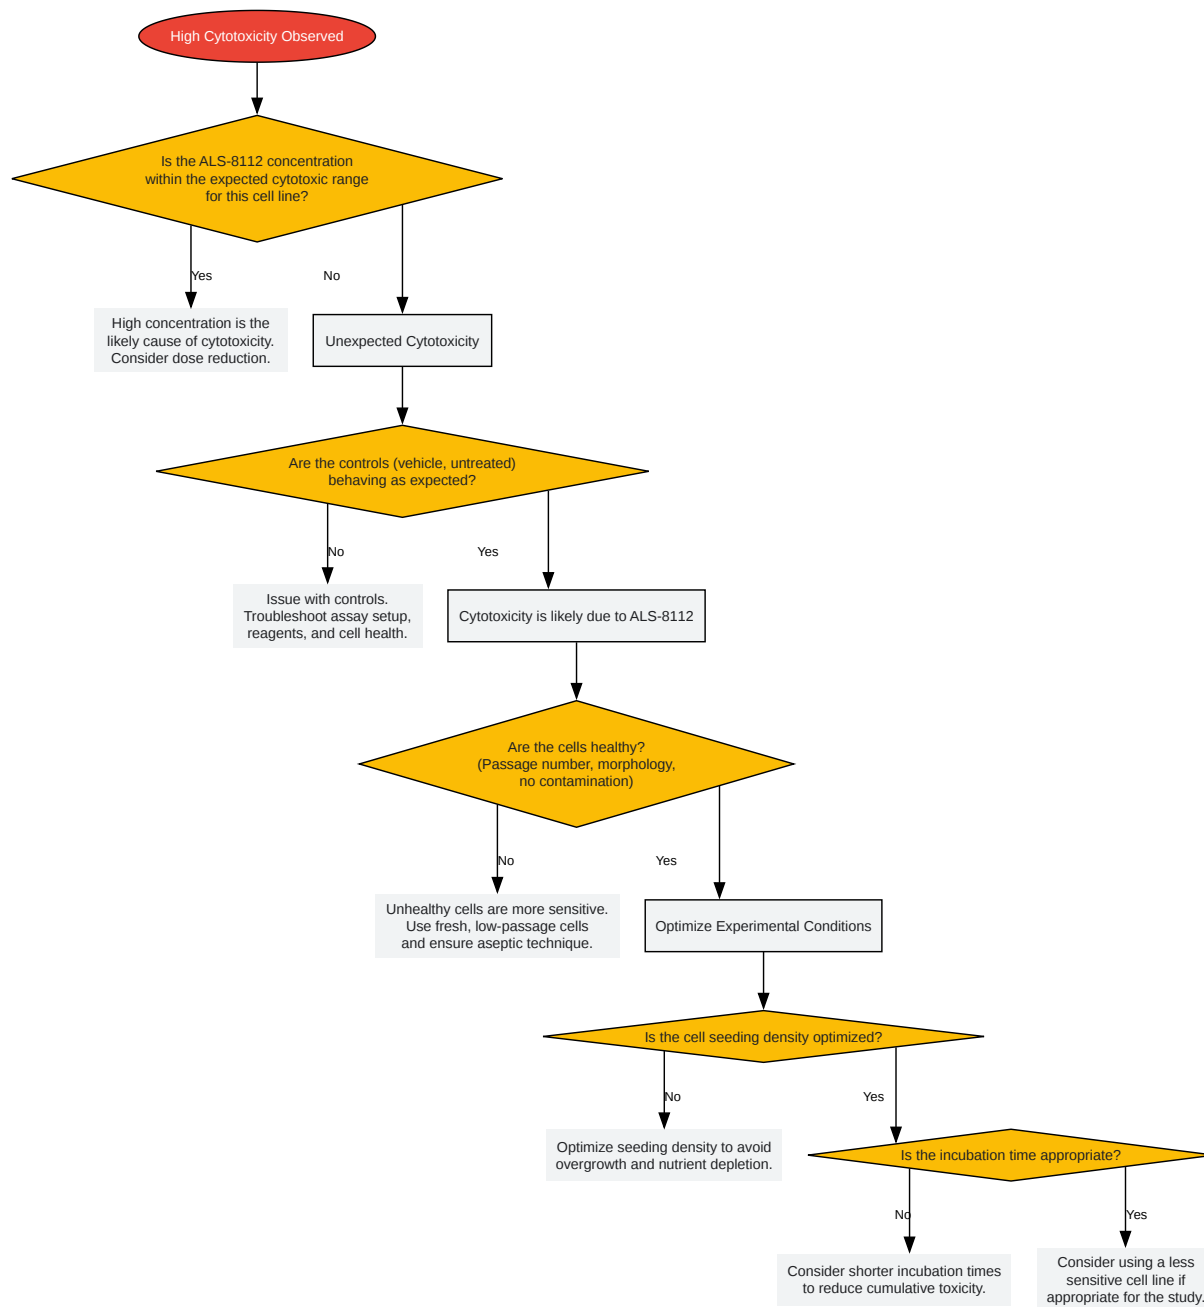 High Cytotoxicity Observed
Is the ALS-8112 concentration
within the expected cytotoxic range
for this cell line?
Yes
No
High concentration is the
likely cause of cytotoxicity.
Consider dose reduction.
Unexpected Cytotoxicity
Are the controls (vehicle, untreated)
behaving as expected?
No
Yes
Issue with controls.
Troubleshoot assay setup,
reagents, and cell health.
Cytotoxicity is likely due to ALS-8112
Are the cells healthy?
(Passage number, morphology,
no contamination)
No
Yes
Unhealthy cells are more sensitive.
Use fresh, low-passage cells
and ensure aseptic technique.
Optimize Experimental Conditions
Is the cell seeding density optimized?
No
Yes
Optimize seeding density to avoid
overgrowth and nutrient depletion.
Is the incubation time appropriate?
No
Yes
Consider shorter incubation times
to reduce cumulative toxicity.
Consider using a less
sensitive cell line if
appropriate for the study.